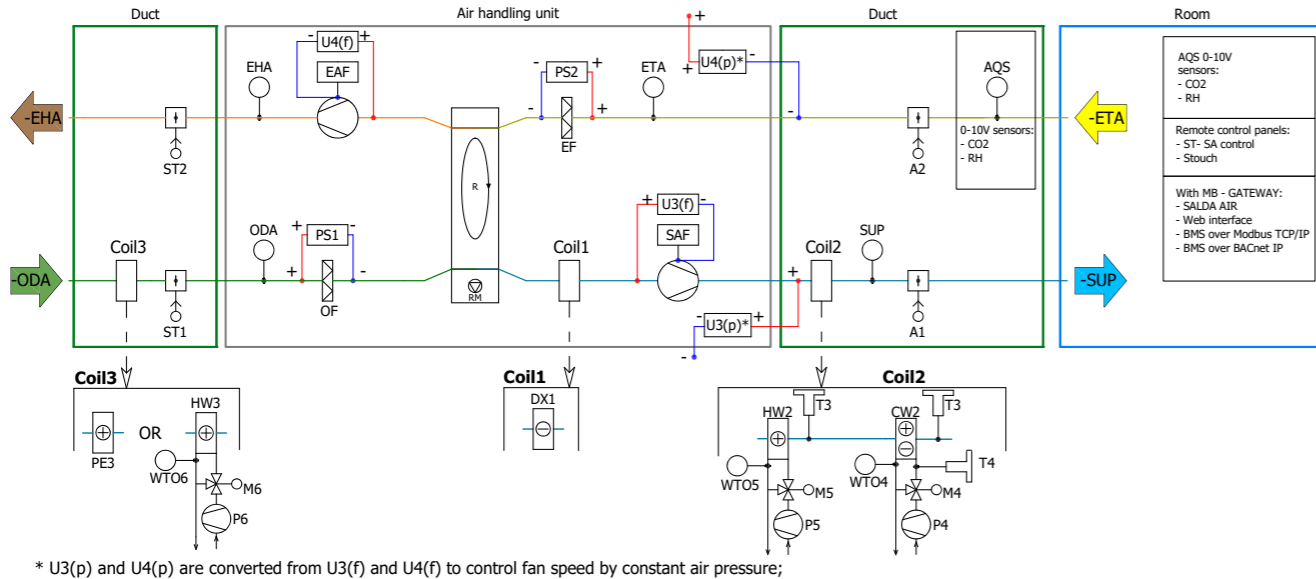 Duct
Air handling unit
Duct
Room
+
-
U4(f)
+
EAF
EHA
-
PS2
+
ETA
+
+
U4(p)*
-
AQS
AQS 0-10V
sensors:
- CO2
- RH
-EHA
-
+
EF
-
-ETA
ST2
A2
0-10V sensors:
- CO2
- RH
Remote control panels:
- ST- SA control
- Stouch
R
With MB - GATEWAY:
- SALDA AIR
- Web interface
- BMS over Modbus TCP/IP
- BMS over BACnet IP
+
U3(f)
-
SAF
ODA
+
PS1
-
Coil3
Coil1
Coil2
SUP
-ODA
+
-
+
-SUP
ST1
OF
RM
-
U3(p)*
+
-
A1
Coil3
Coil1
Coil2
HW3
DX1
HW2
T3
CW2
T3
OR
PE3
WTO6
M6
P6
WTO5
M5
P5
WTO4
M4
P4
T4
* U3(p) and U4(p) are converted from U3(f) and U4(f) to control fan speed by constant air pressure;